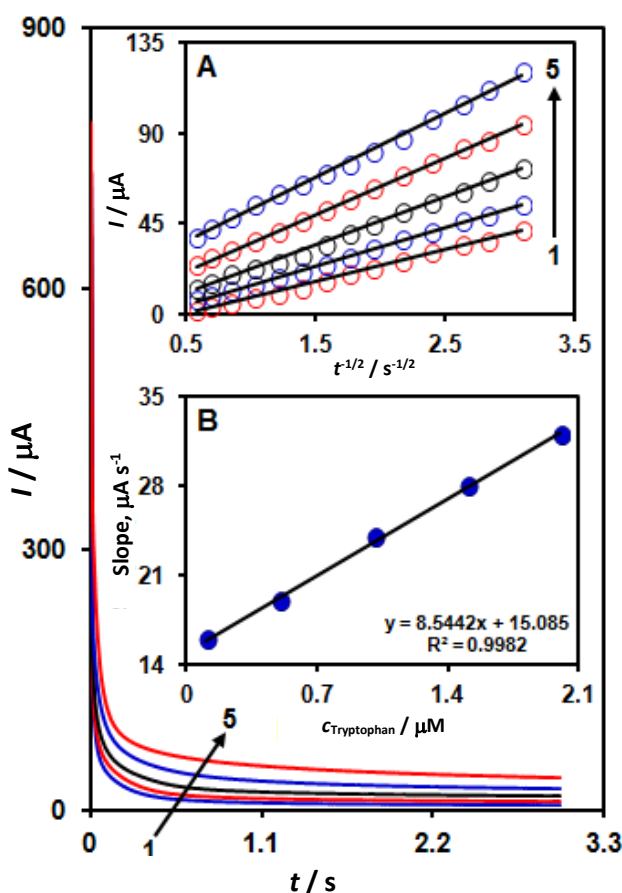 900
600
300
0
I / µA
0
1.1
2.2
3.3
t / s
1
5
A
135
90
45
0
I / µA
0.5
1.5
2.5
3.5
t-1/2 / s-1/2
5
1
B
35
28
21
14
Slope, µA s-1
y = 8.5442x + 15.085
R² = 0.9982
0
0.7
1.4
2.1
cTryptophan / µM